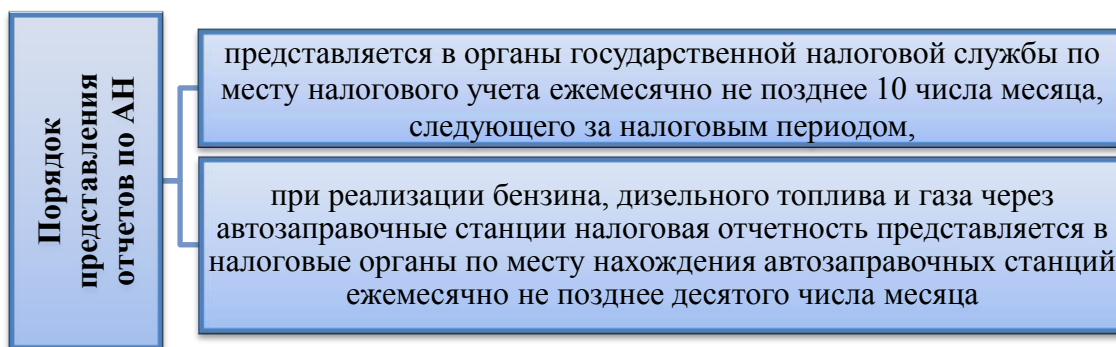 Порядок
представления
отчетов по АН
представляется в органы государственной налоговой службы по
месту налогового учета ежемесячно не позднее 10 числа месяца,
следующего за налоговым периодом,
при реализации бензина, дизельного топлива и газа через
автозаправочные станции налоговая отчетность представляется в
налоговые органы по месту нахождения автозаправочных станций
ежемесячно не позднее десятого числа месяца